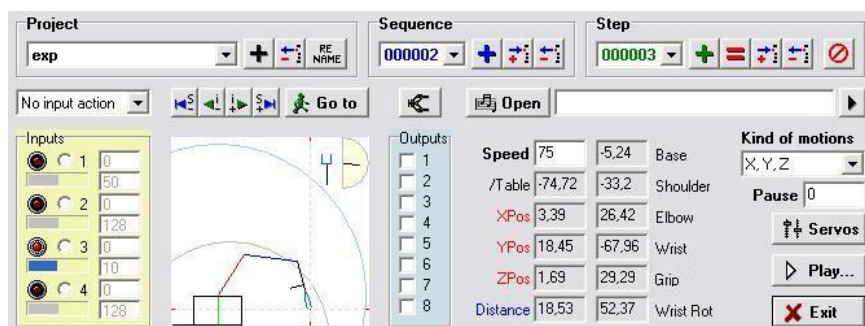 Project Sequence Step
exp RE NAME 000002 000003
No input action S i i S Go to Open
Inputs Outputs Kind of motions
1 0 1 Speed 75 -5,24 Base X, Y, Z
50 2 /Table -74,72 -33,2 Shoulder Pause 0
2 0 3 XPos 3,39 26,42 Elbow
128 4 YPos 18,45 -67,96 Wrist Servos
3 0 5 ZPos 1,69 29,29 Grip Play...
10 6 Distance 18,53 52,37 Wrist Rot Exit
4 0 7
128 8